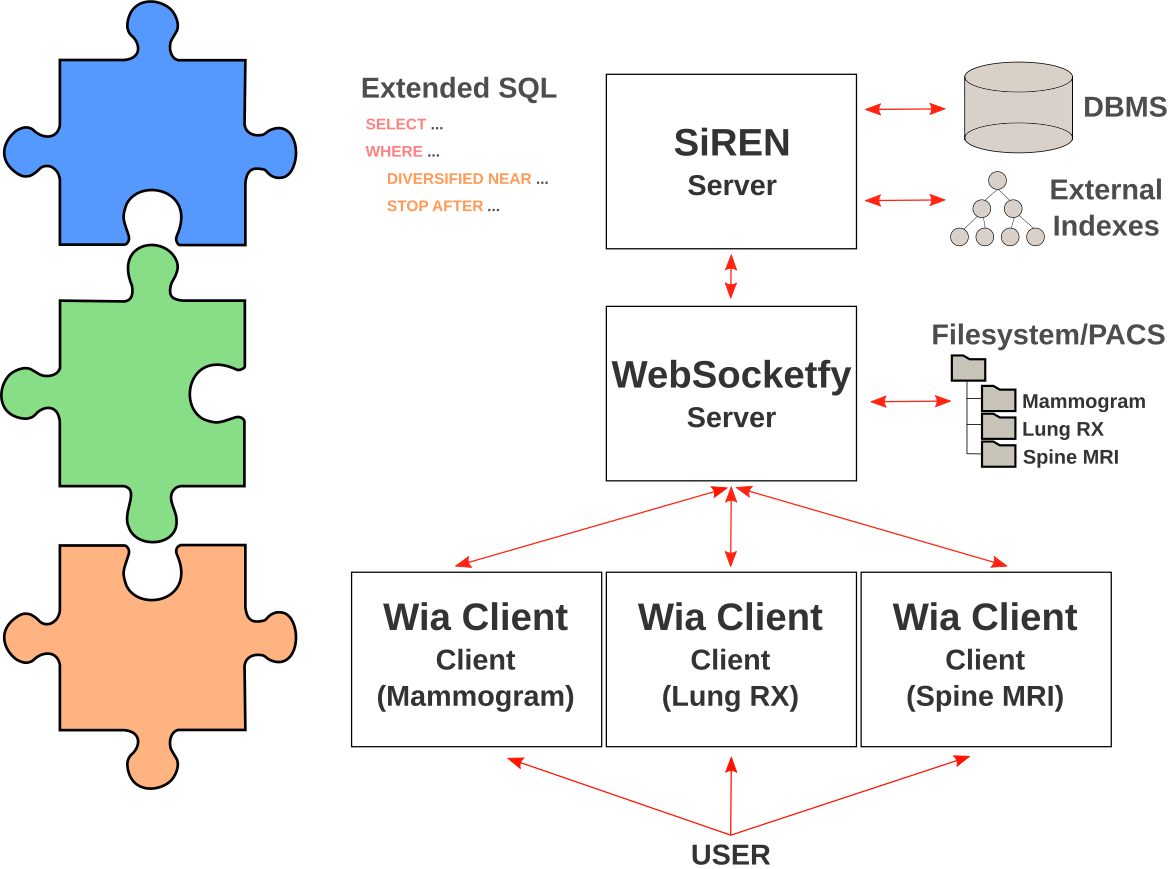 Extended SQL
SELECT ...
WHERE ...
DIVERSIFIED NEAR ...
STOP AFTER ...
SiREN
Server
DBMS
External
Indexes
WebSocketfy
Server
Filesystem/PACS
Mammogram
Lung RX
Spine MRI
Wia Client
Client
(Mammogram)
Wia Client
Client
(Lung RX)
Wia Client
Client
(Spine MRI)
USER